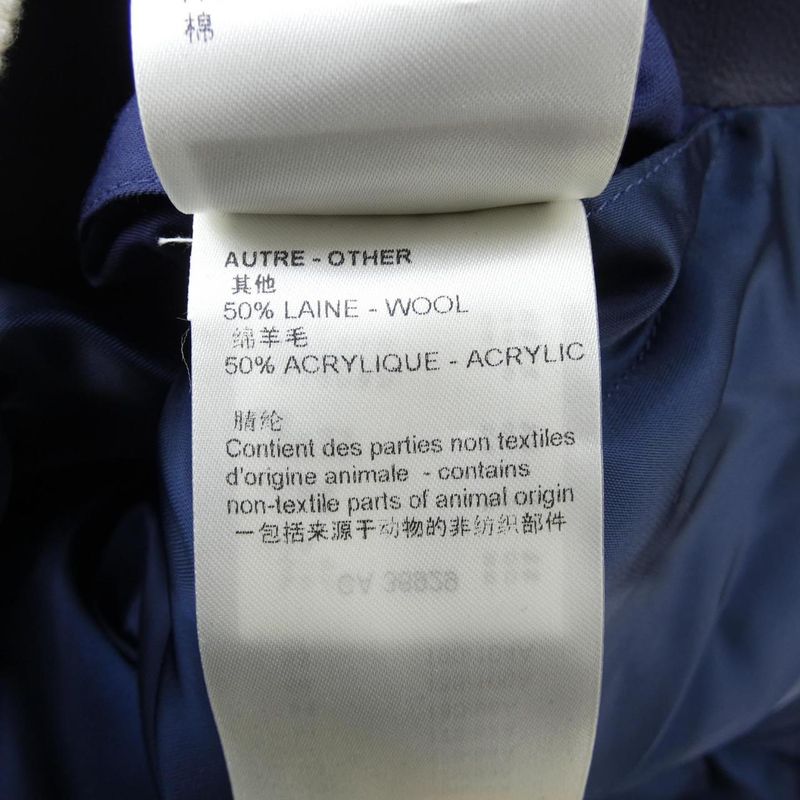 棉
AUTRE - OTHER
其他
50% LAINE - WOOL
绵羊毛
50% ACRYLIQUE - ACRYLIC
腈纶
Contient des parties non textiles
d'origine animale - contains
non-textile parts of animal origin
一包括来源于动物的非纺织部件
CA 36929